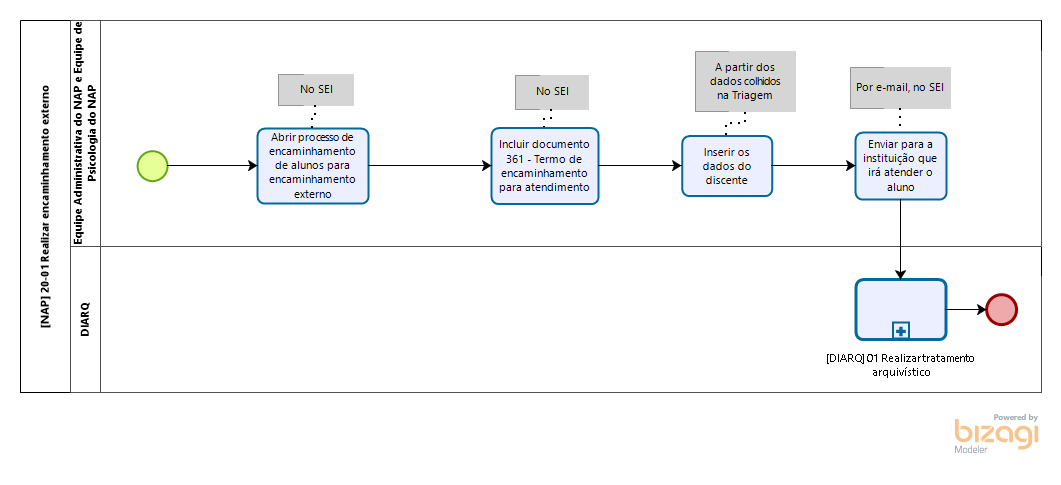 [NAP] 20-01 Realizar encaminhamento externo
Equipe Administrativa do NAP e Equipe de
Psicologia do NAP
No SEI
Abrir processo de
encaminhamento
de alunos para
encaminhamento
externo
No SEI
Incluir documento
361 - Termo de
encaminhamento
para atendimento
A partir dos
dados colhidos
na Triagem
Inserir os
dados do
discente
Por e-mail, no SEI
Enviar para a
instituição que
irá atender o
aluno
DIARQ
[DIARQ] 01 Realizar tratamento
arquivístico
Powered by
bizagi
Modeler